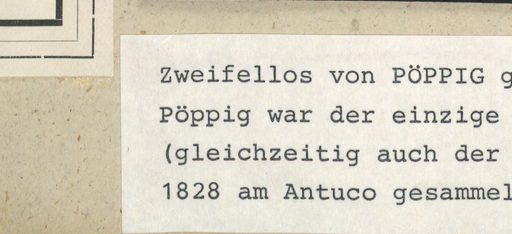 Zweifellos von PÖPPIG g
Pöppig war der einzige
(gleichzeitig auch der
1828 am Antuco gesammel